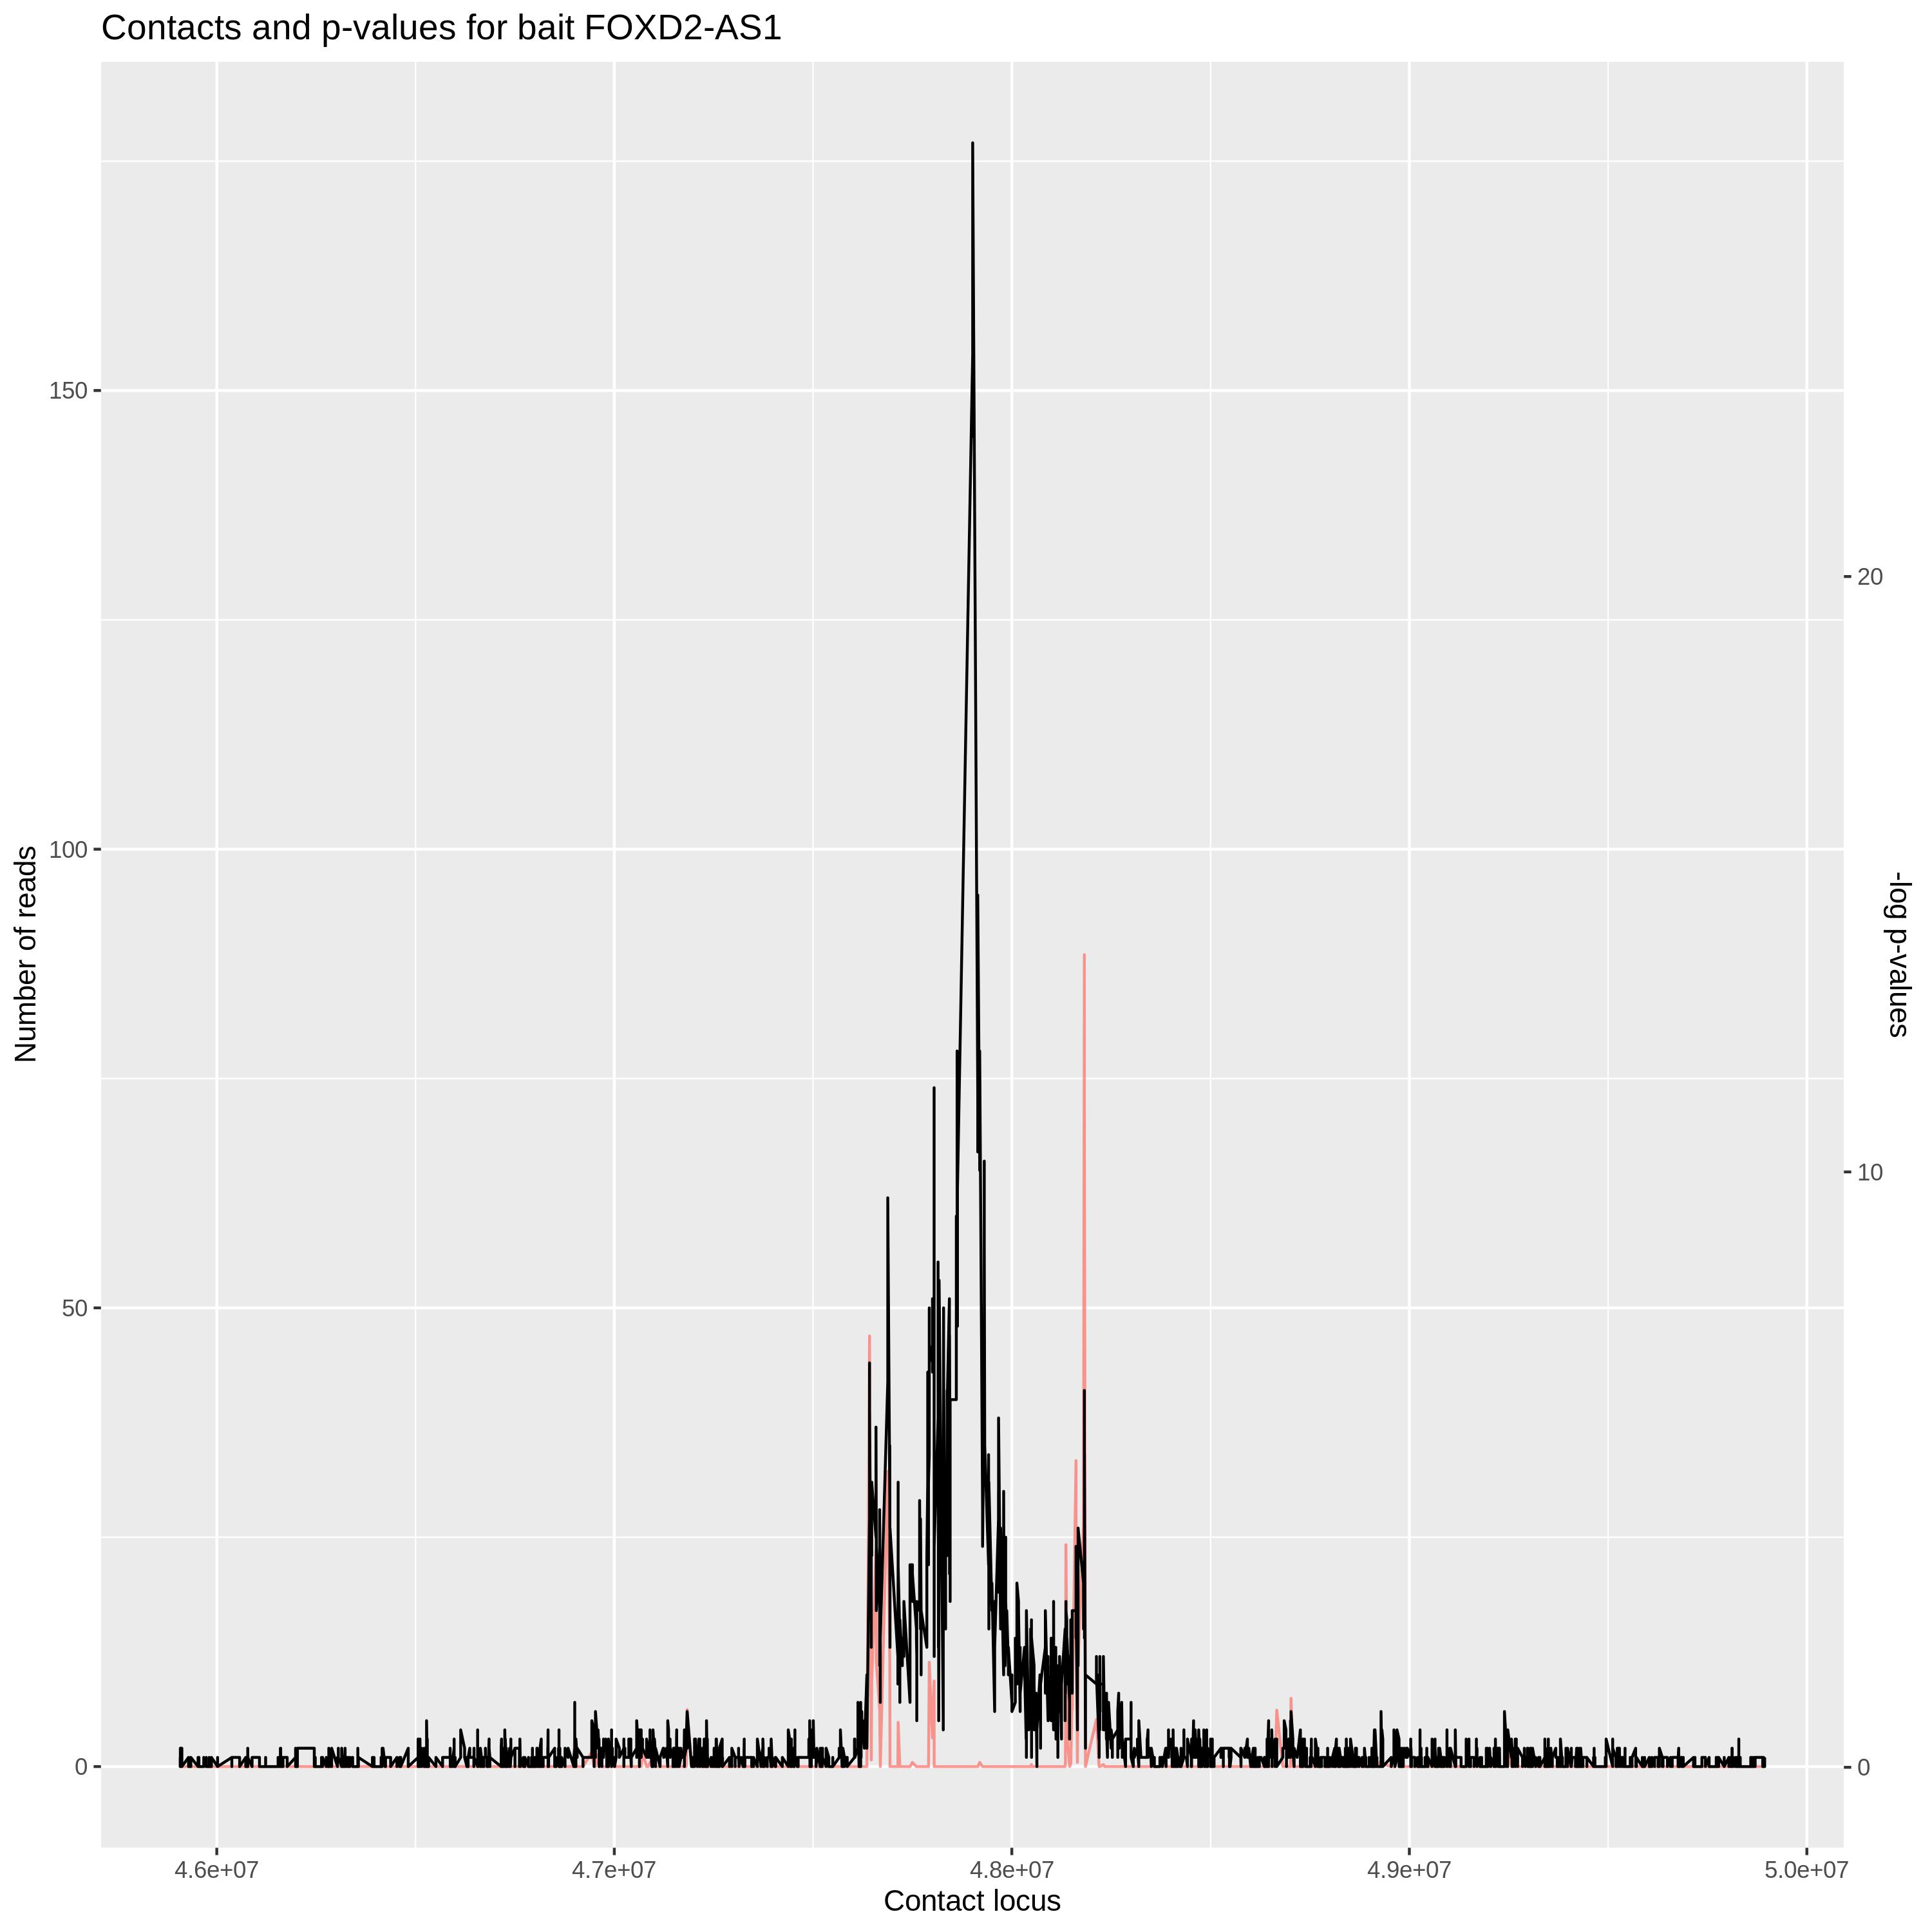 Contacts and p-values for bait FOXD2-AS1
150
100
50
0
Number of reads
20
10
0
-log p-values
4.6e+07
4.7e+07
4.8e+07
4.9e+07
5.0e+07
Contact locus